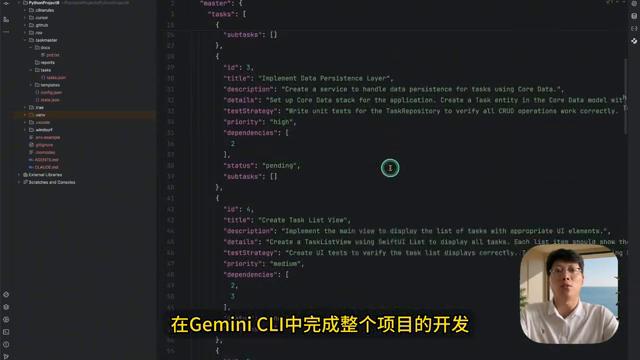 PythonProject8
.clinerules
.cursor
.github
.roo
taskmaster
docs
prd.txt
reports
tasks
tasks.json
templates
config.json
state.json
.trae
.venv
.vscode
.windsurf
.env.example
.gitignore
.roomodes
AGENTS.md
CLAUDE.md
External Libraries
Scratches and Consoles
"master": {
"tasks": [
{
"subtasks": []
},
{
"id": 3,
"title": "Implement Data Persistence Layer",
"description": "Create a service to handle data persistence for tasks using Core Data.",
"details": "Set up Core Data stack for the application. Create a Task entity in the Core Data model with
"testStrategy": "Write unit tests for the TaskRepository to verify all CRUD operations work correctly.
"priority": "high",
"dependencies": [
2
],
"status": "pending",
"subtasks": []
},
{
"id": 4,
"title": "Create Task List View",
"description": "Implement the main view to display the list of tasks with appropriate UI elements.",
"details": "Create a TaskListView using SwiftUI List to display all tasks. Each list item should show the
"testStrategy": "Create UI tests to verify the task list displays correctly.
"priority": "medium",
"dependencies": [
2,
3
],
"status": "pending",
"subtasks": []
},
在Gemini CLI中完成整个项目的开发